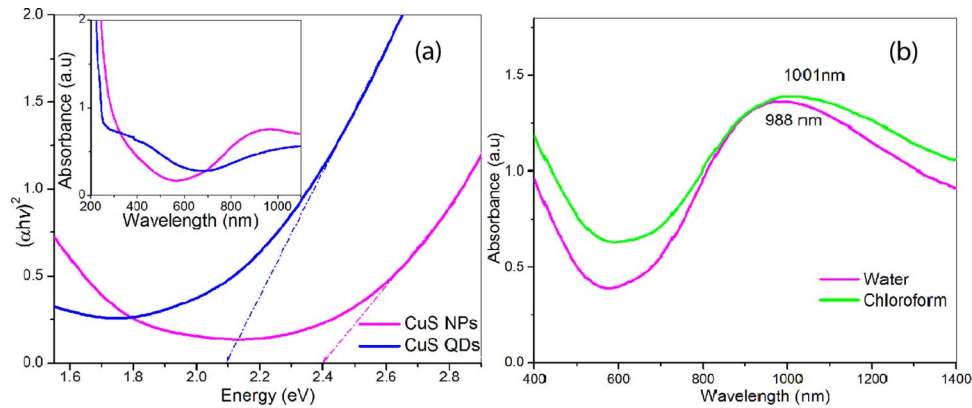 (a)
(αhν)²
2.0
1.5
1.0
0.5
0.0
1.6 1.8 2.0 2.2 2.4 2.6 2.8
Energy (eV)
CuS NPs
CuS QDs
Absorbance (a.u)
2
1
0
200 400 600 800 1000
Wavelength (nm)
(b)
Absorbance (a.u)
1.5
1.0
0.5
0.0
1001nm
988 nm
Water
Chloroform
400 600 800 1000 1200 1400
Wavelength (nm)